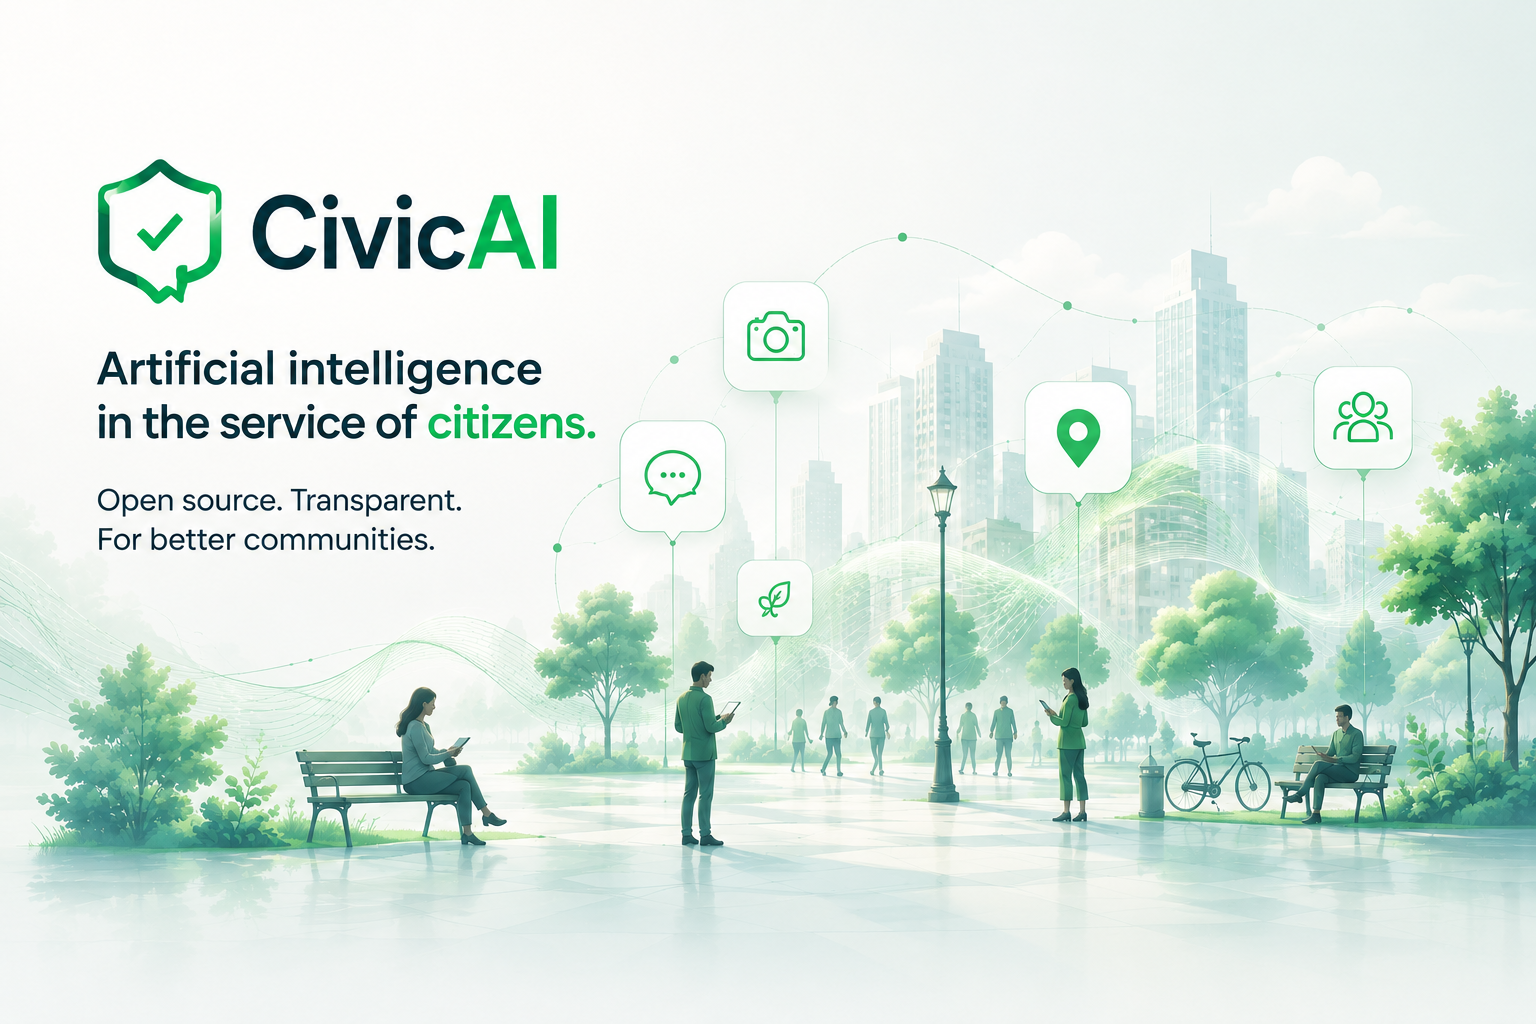 CivicAI
Artificial intelligence
in the service of citizens.
Open source. Transparent.
For better communities.